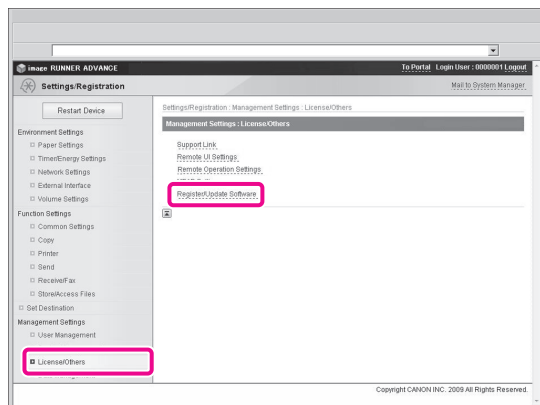 image RUNNER ADVANCE
To Portal Login User : 0000001 Logout
Settings/Registration
Mail to System Manager
Restart Device
Settings/Registration : Management Settings : License/Others
Management Settings : License/Others
Environment Settings
Paper Settings
Timer/Energy Settings
Network Settings
External Interface
Volume Settings
Support Link
Remote UI Settings
Remote Operation Settings
Register/Update Software
Function Settings
Common Settings
Copy
Printer
Send
Receive/Fax
Store/Access Files
Set Destination
Management Settings
User Management
License/Others
Copyright CANON INC. 2009 All Rights Reserved.